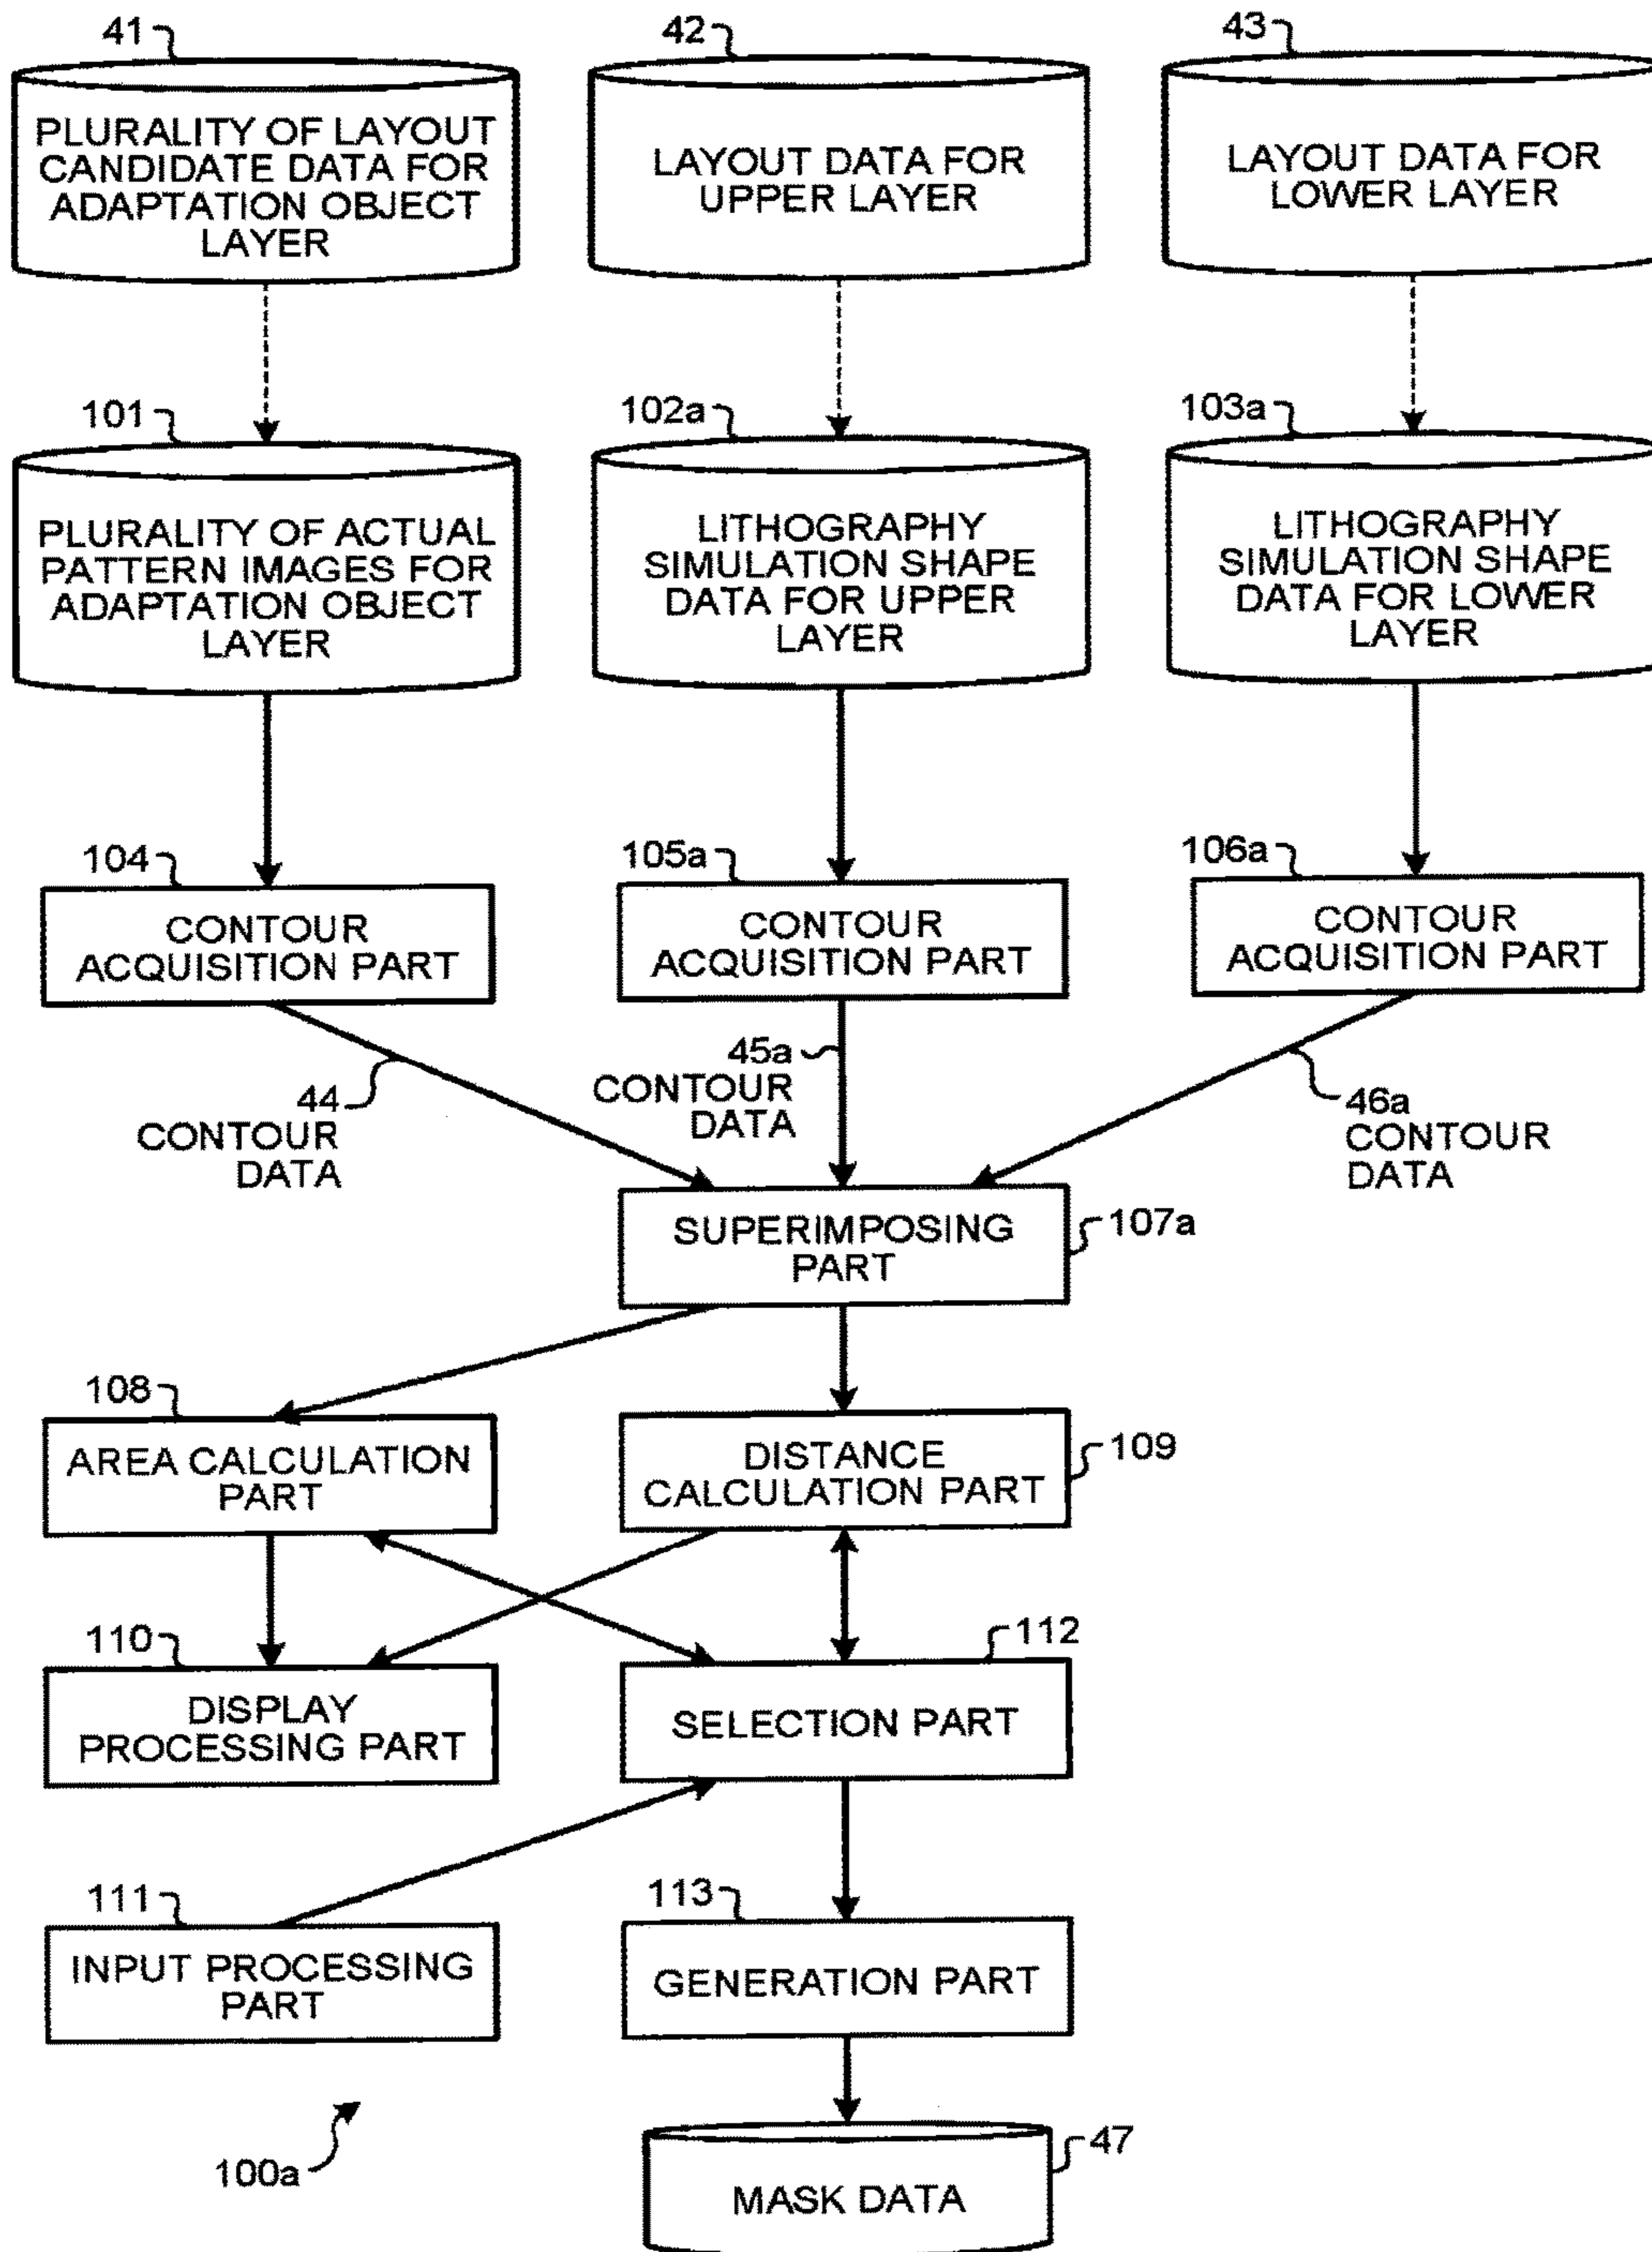 41
42
43
PLURALITY OF LAYOUT
CANDIDATE DATA FOR
ADAPTATION OBJECT
LAYER
LAYOUT DATA FOR
UPPER LAYER
LAYOUT DATA FOR
LOWER LAYER
101
102a
103a
PLURALITY OF ACTUAL
PATTERN IMAGES FOR
ADAPTATION OBJECT
LAYER
LITHOGRAPHY
SIMULATION SHAPE
DATA FOR UPPER
LAYER
LITHOGRAPHY
SIMULATION SHAPE
DATA FOR LOWER
LAYER
104
105a
106a
CONTOUR
ACQUISITION PART
CONTOUR
ACQUISITION PART
CONTOUR
ACQUISITION PART
44
CONTOUR
DATA
45a
CONTOUR
DATA
46a
CONTOUR
DATA
SUPERIMPOSING
PART
107a
108
AREA CALCULATION
PART
DISTANCE
CALCULATION PART
109
110
DISPLAY
PROCESSING PART
112
SELECTION PART
111
INPUT PROCESSING
PART
113
GENERATION PART
100a
47
MASK DATA